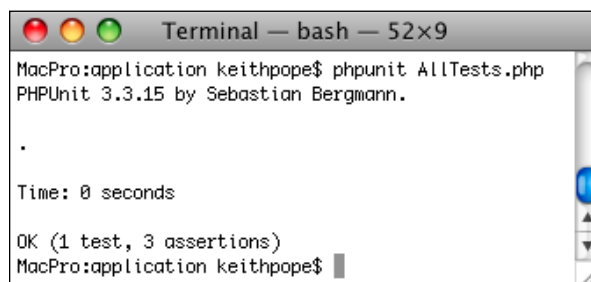 Terminal — bash — 52×9
MacPro:application keithpope$ phpunit AllTests.php
PHPUnit 3.3.15 by Sebastian Bergmann.
.
Time: 0 seconds
OK (1 test, 3 assertions)
MacPro:application keithpope$